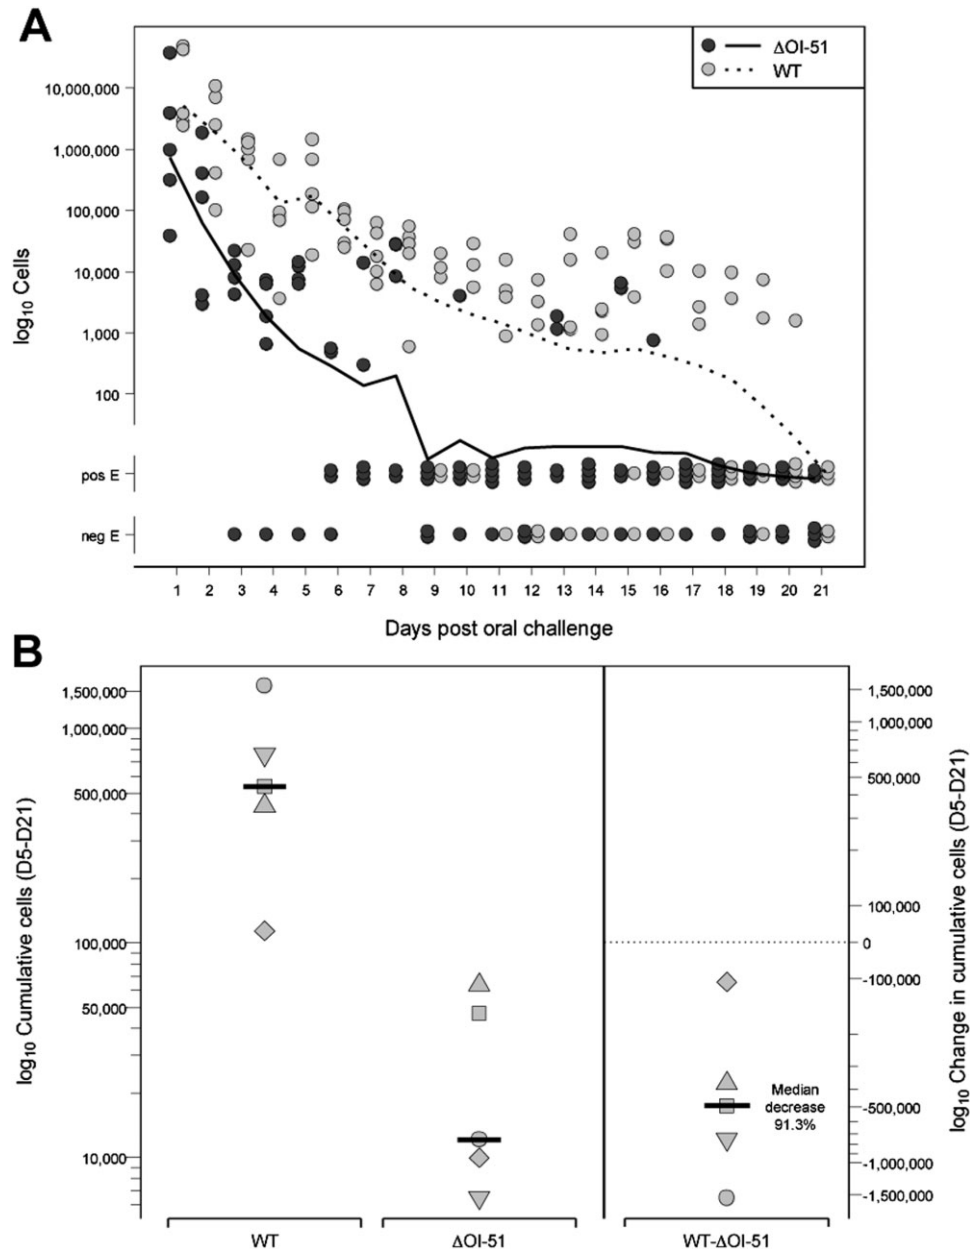 A
ΔOI-51
WT
log10 Cells
10,000,000
1,000,000
100,000
10,000
1,000
100
pos E
neg E
1 2 3 4 5 6 7 8 9 10 11 12 13 14 15 16 17 18 19 20 21
Days post oral challenge
B
log10 Cumulative cells (D5-D21)
1,500,000
1,000,000
500,000
100,000
50,000
10,000
1,500,000
1,000,000
500,000
100,000
0
-100,000
-500,000
-1,000,000
-1,500,000
log10 Change in cumulative cells (D5-D21)
Median
decrease
91.3%
WT
ΔOI-51
WT-ΔOI-51